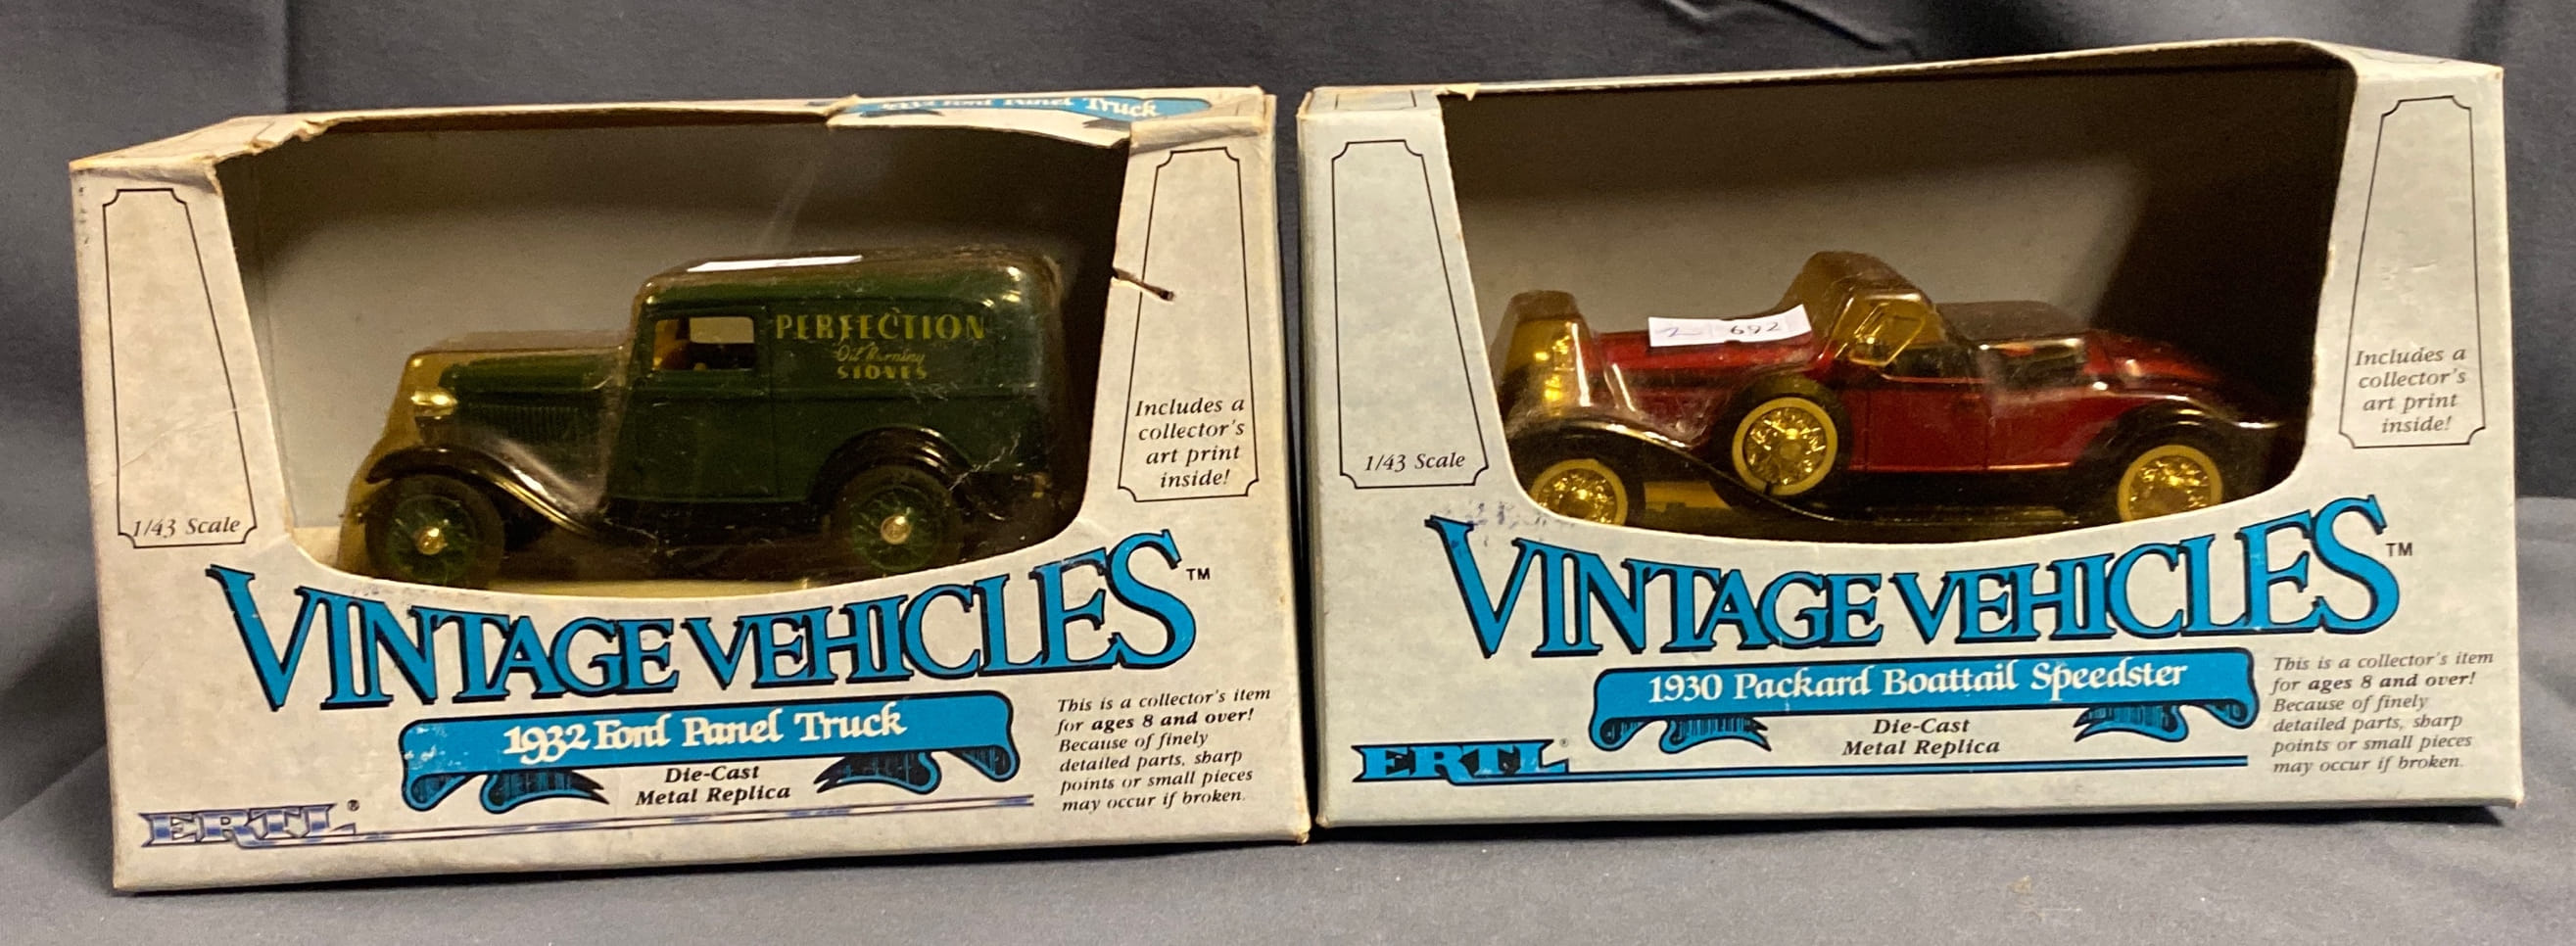 1932 Ford Panel Truck
PERFECTION
Oil Burning
STOVES
1/43 Scale
Includes a
collector's
art print
inside!
VINTAGE VEHICLES™
1932 Ford Panel Truck
Die-Cast
Metal Replica
ERTL®
This is a collector's item
for ages 8 and over!
Because of finely
detailed parts, sharp
points or small pieces
may occur if broken.
692
1/43 Scale
Includes a
collector's
art print
inside!
VINTAGE VEHICLES™
1930 Packard Boattail Speedster
Die-Cast
Metal Replica
ERTL®
This is a collector's item
for ages 8 and over!
Because of finely
detailed parts, sharp
points or small pieces
may occur if broken.